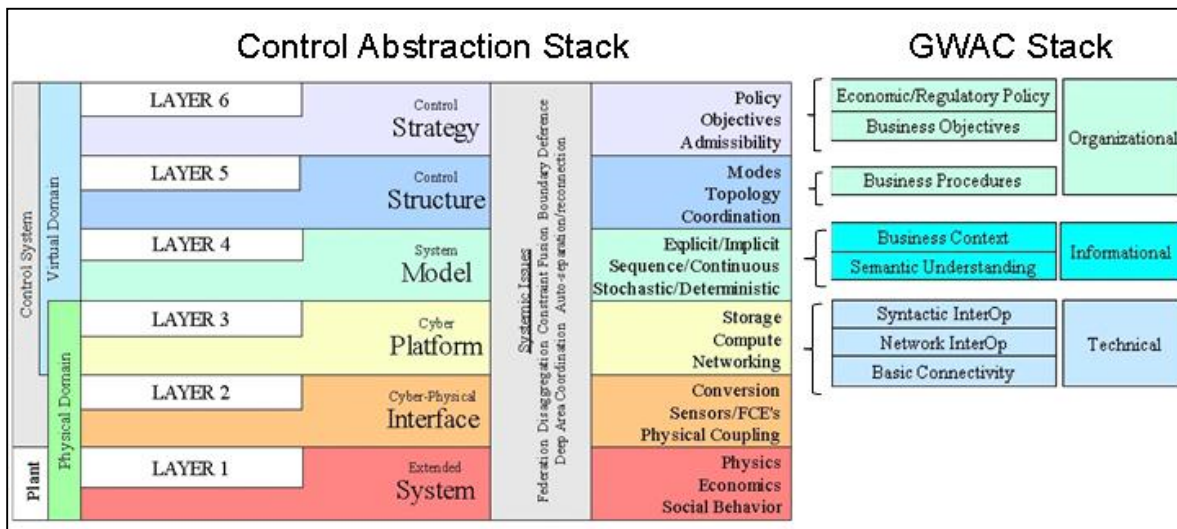 Control Abstraction Stack
GWAC Stack
Control System
Plant
Virtual Domain
Physical Domain
LAYER 6
Control
Strategy
LAYER 5
Control
Structure
LAYER 4
System
Model
LAYER 3
Cyber
Platform
LAYER 2
Cyber-Physical
Interface
LAYER 1
Extended
System
Systemic Issues
Federation Disaggregation Constraint Fusion Boundary Deference
Deep Area Coordination Auto-separation/reconnection
Policy
Objectives
Admissibility
Modes
Topology
Coordination
Explicit/Implicit
Sequence/Continuous
Stochastic/Deterministic
Storage
Compute
Networking
Conversion
Sensors/FCE's
Physical Coupling
Physics
Economics
Social Behavior
Economic/Regulatory Policy
Business Objectives
Business Procedures
Organizational
Business Context
Semantic Understanding
Informational
Syntactic InterOp
Network InterOp
Basic Connectivity
Technical